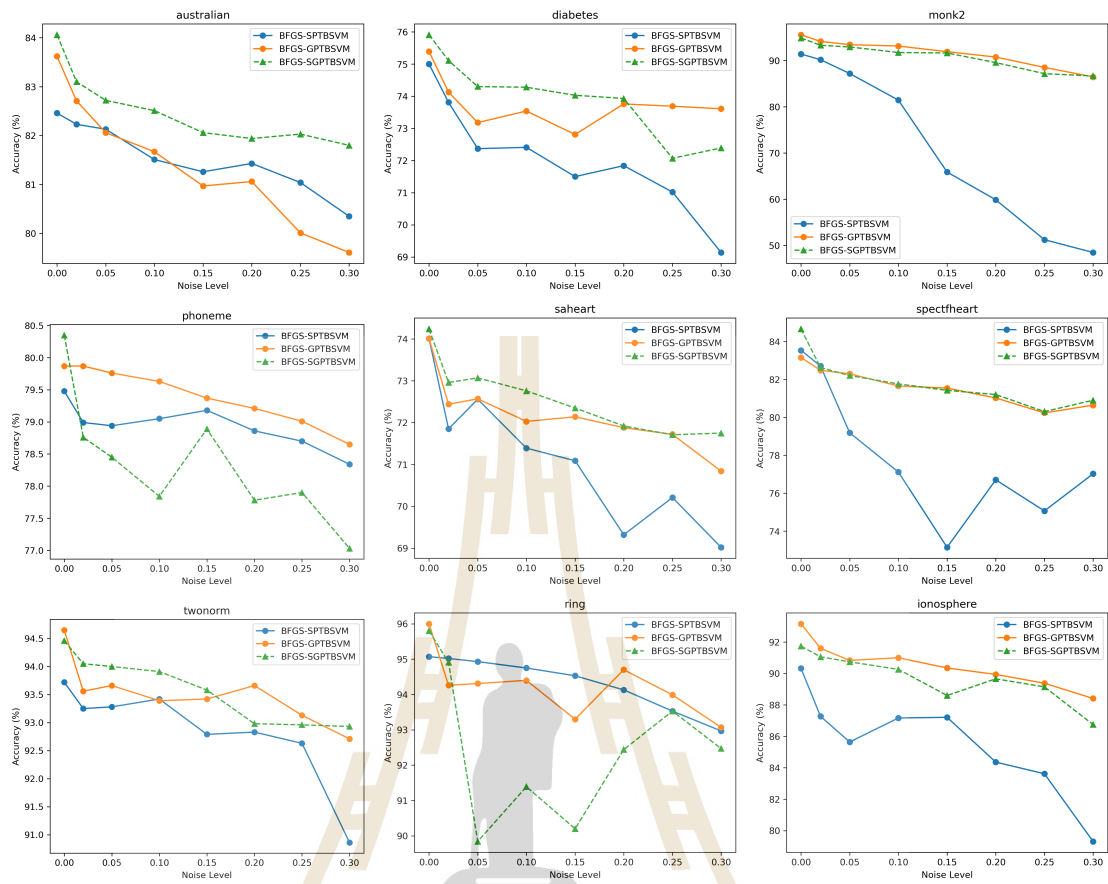 australian
84
83
82
81
80
Accuracy (%)
0.00 0.05 0.10 0.15 0.20 0.25 0.30
Noise Level
BFGS-SPTBSVM
BFGS-GPTBSVM
BFGS-SGPTBSVM
diabetes
76
75
74
73
72
71
70
69
Accuracy (%)
0.00 0.05 0.10 0.15 0.20 0.25 0.30
Noise Level
BFGS-SPTBSVM
BFGS-GPTBSVM
BFGS-SGPTBSVM
monk2
90
80
70
60
50
Accuracy (%)
0.00 0.05 0.10 0.15 0.20 0.25 0.30
Noise Level
BFGS-SPTBSVM
BFGS-GPTBSVM
BFGS-SGPTBSVM
phoneme
80.5
80.0
79.5
79.0
78.5
78.0
77.5
77.0
Accuracy (%)
0.00 0.05 0.10 0.15 0.20 0.25 0.30
Noise Level
BFGS-SPTBSVM
BFGS-GPTBSVM
BFGS-SGPTBSVM
saheart
74
73
72
71
70
69
Accuracy (%)
0.00 0.05 0.10 0.15 0.20 0.25 0.30
Noise Level
BFGS-SPTBSVM
BFGS-GPTBSVM
BFGS-SGPTBSVM
spectfheart
84
82
80
78
76
74
Accuracy (%)
0.00 0.05 0.10 0.15 0.20 0.25 0.30
Noise Level
BFGS-SPTBSVM
BFGS-GPTBSVM
BFGS-SGPTBSVM
twonorm
94.5
94.0
93.5
93.0
92.5
92.0
91.5
91.0
Accuracy (%)
0.00 0.05 0.10 0.15 0.20 0.25 0.30
Noise Level
BFGS-SPTBSVM
BFGS-GPTBSVM
BFGS-SGPTBSVM
ring
96
95
94
93
92
91
90
Accuracy (%)
0.00 0.05 0.10 0.15 0.20 0.25 0.30
Noise Level
BFGS-SPTBSVM
BFGS-GPTBSVM
BFGS-SGPTBSVM
ionosphere
92
90
88
86
84
82
80
Accuracy (%)
0.00 0.05 0.10 0.15 0.20 0.25 0.30
Noise Level
BFGS-SPTBSVM
BFGS-GPTBSVM
BFGS-SGPTBSVM